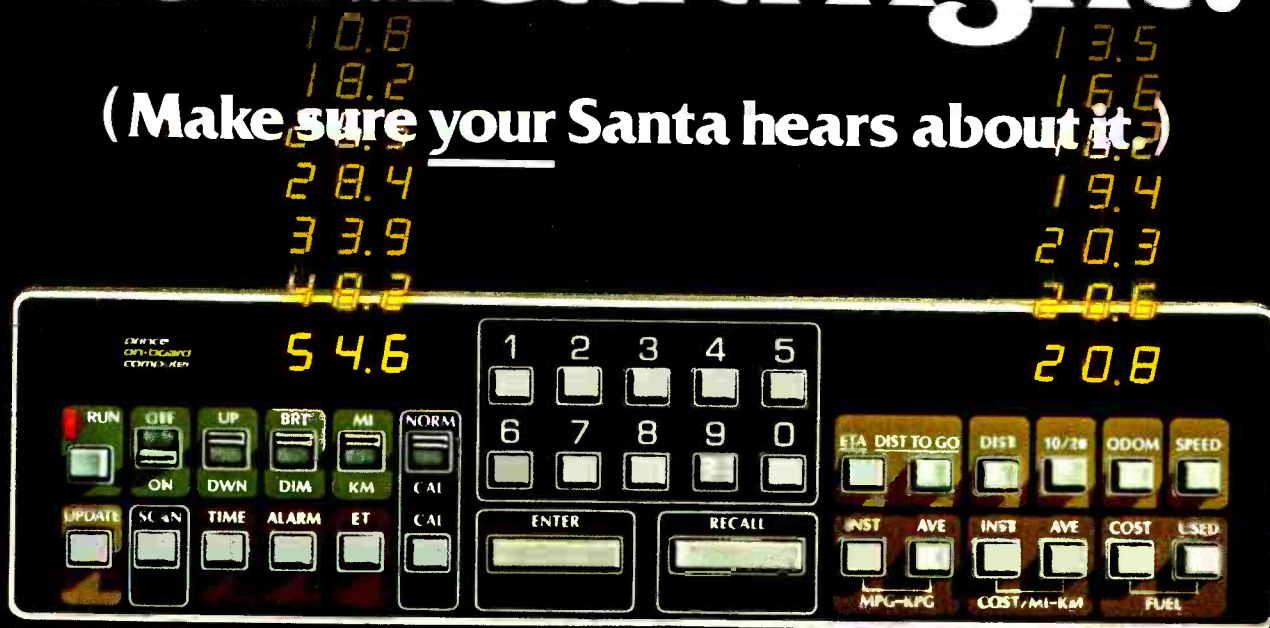 10.8 13.5
18.2 16.6
(Make sure your Santa hears about it.)
28.4 19.4
33.9 20.3
48.2 20.6
prince
on-board
computer
54.6 20.8
1 2 3 4 5
RUN OFF UP BRT MI NORM
6 7 8 9 0
ETA DIST TO GO DIST 10/20 ODOM SPEED
ON DWN DIM KM CAL
UPDATE SCAN TIME ALARM ET CAL
ENTER RECALL
INST AVE INST AVE COST USED
MPG-KPG COST/MI-KM FUEL